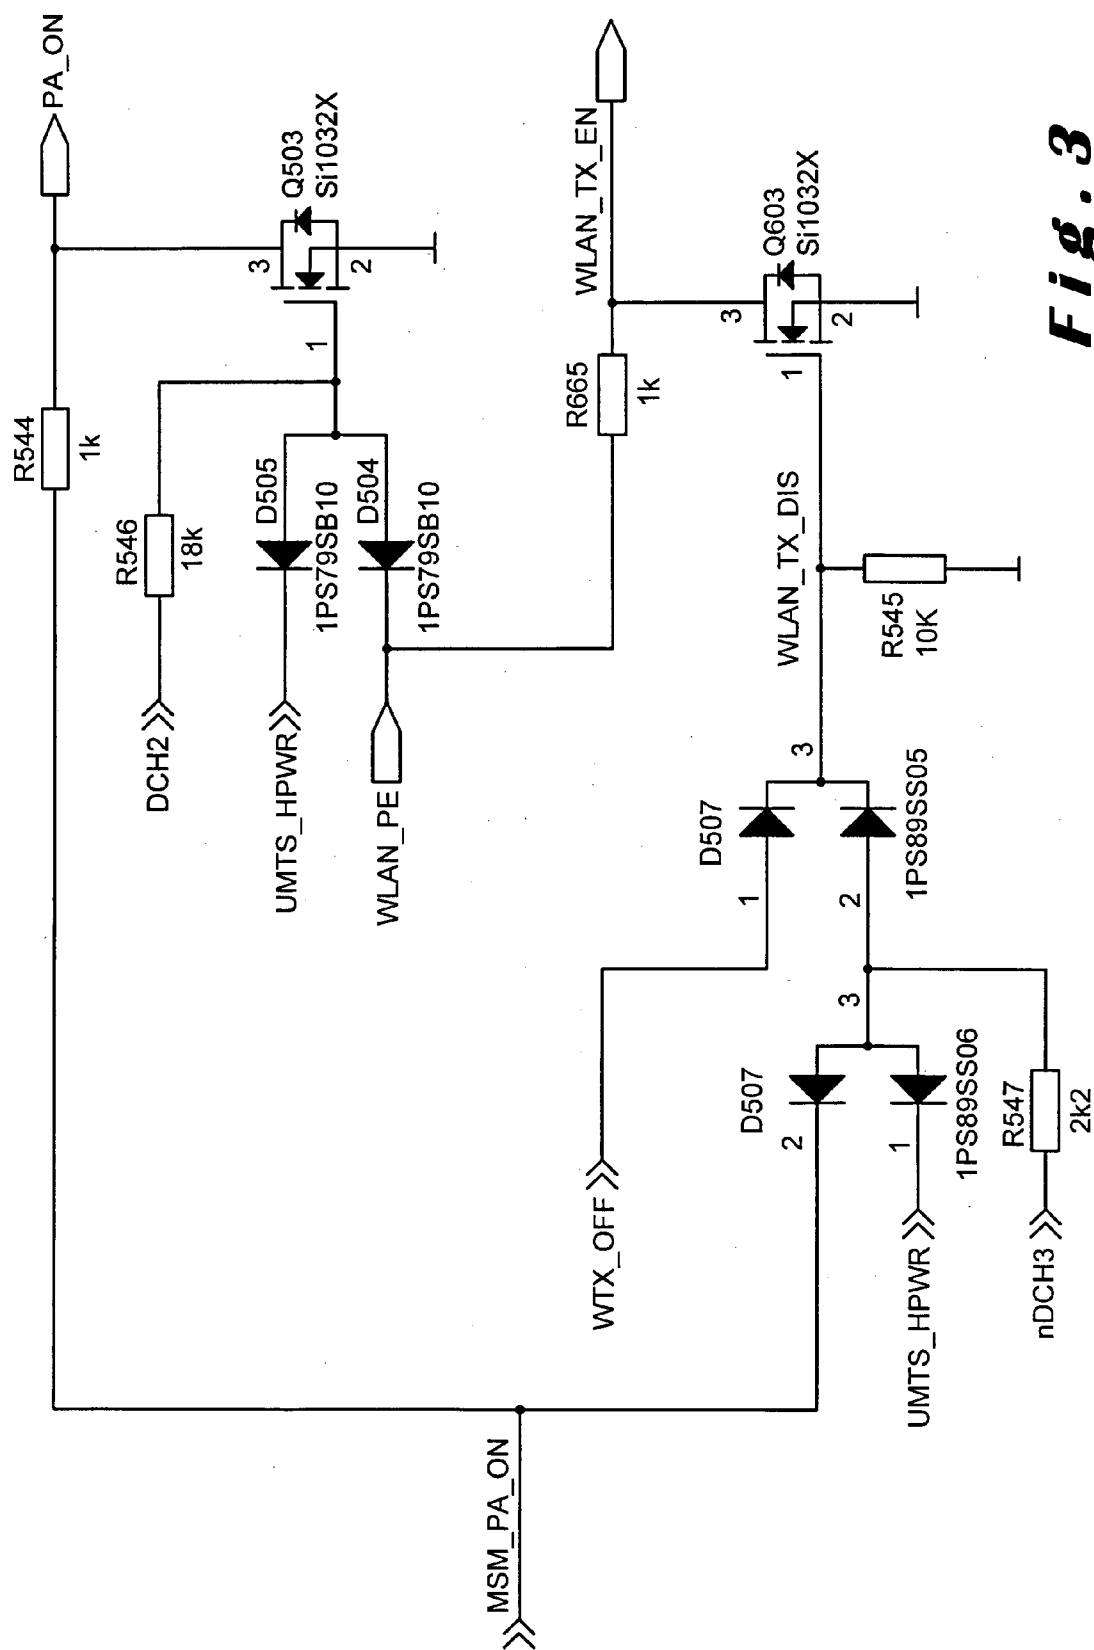 PA_ON
R544
1k
R546
18k
DCH2
D505
1PS79SB10
UMTS_HPWR
D504
1PS79SB10
WLAN_PE
1
3
2
Q503
Si1032X
WLAN_TX_EN
R665
1k
Q603
Si1032X
3
1
2
WLAN_TX_DIS
R545
10K
D507
1
3
2
1PS89SS05
WTX_OFF
MSM_PA_ON
D507
2
3
1
1PS89SS06
UMTS_HPWR
R547
2k2
nDCH3
Fig. 3